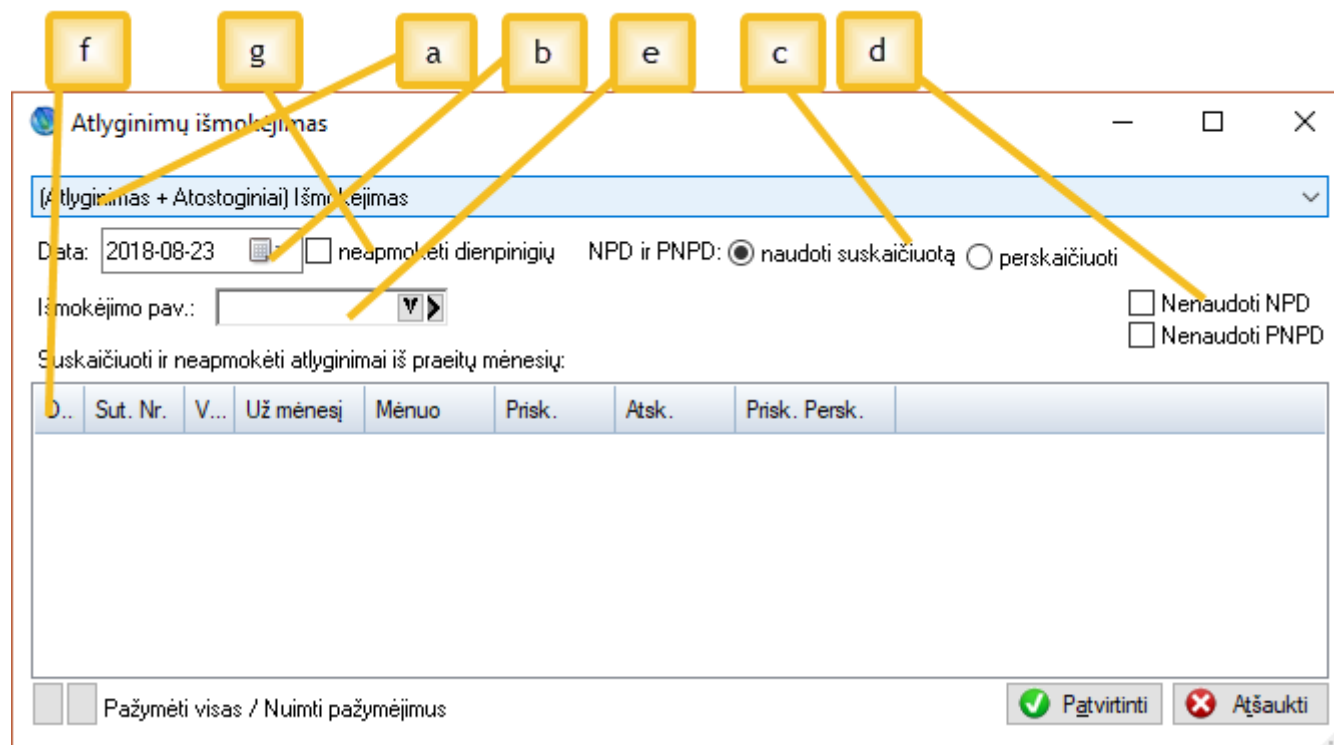 f g a b e c d
Atlyginimų išmokėjimas
(Atlyginimas + Atostoginiai) Išmokėjimas
Data: 2018-08-23 neapmokėti dienpinigių NPD ir PNPD: naudoti suskaičiuotą perskaičiuoti
Išmokėjimo pav.: Nenaudoti NPD
Nenaudoti PNPD
Suskaičiuoti ir neapmokėti atlyginimai iš praeitų mėnesių:
D.. Sut. Nr. V... Už mėnesį Mėnuo Prisk. Atsk. Prisk. Persk.
Pažymėti visas / Nuimti pažymėjimus Patvirtinti Atšaukti